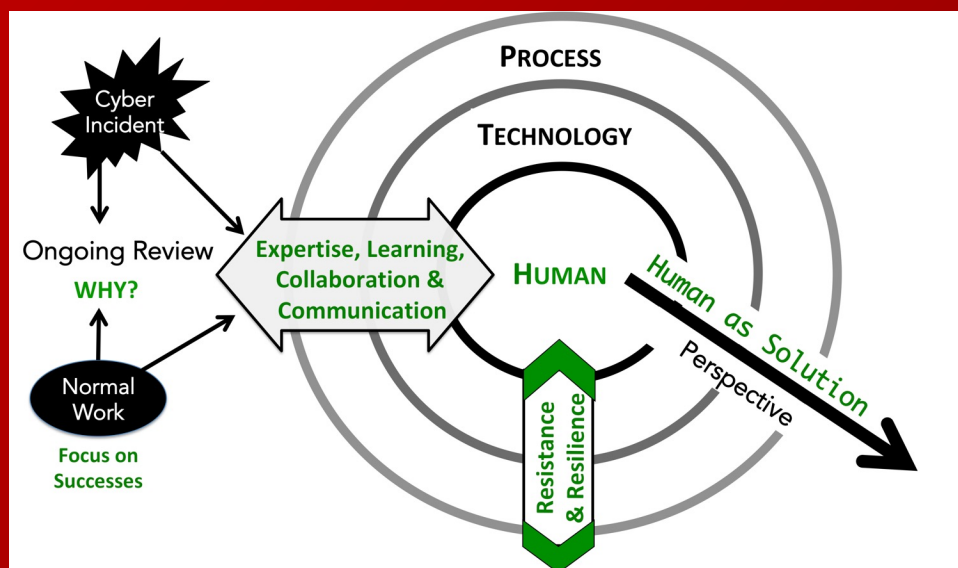 PROCESS
TECHNOLOGY
HUMAN
Cyber
Incident
Ongoing Review
WHY?
Normal
Work
Focus on
Successes
Expertise, Learning,
Collaboration &
Communication
Resistance
& Resilience
Human as Solution
Perspective